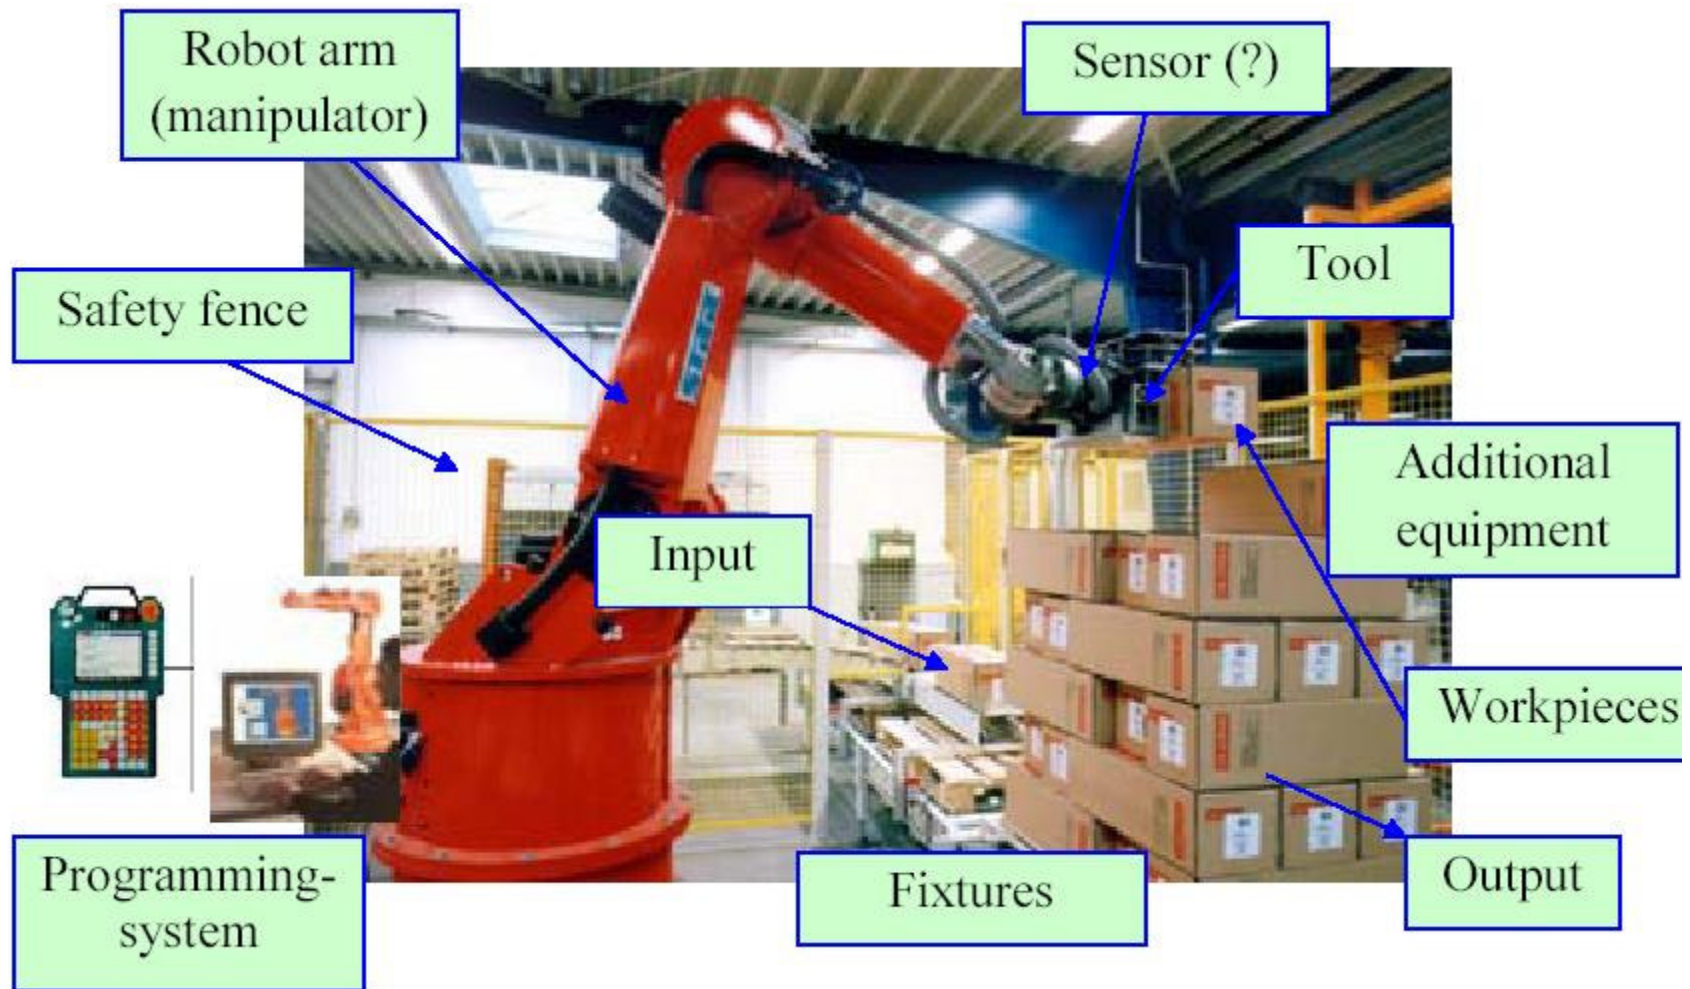 Robot arm
(manipulator)
Sensor (?)
Tool
Safety fence
Additional
equipment
Input
Workpieces
Programming-
system
Fixtures
Output